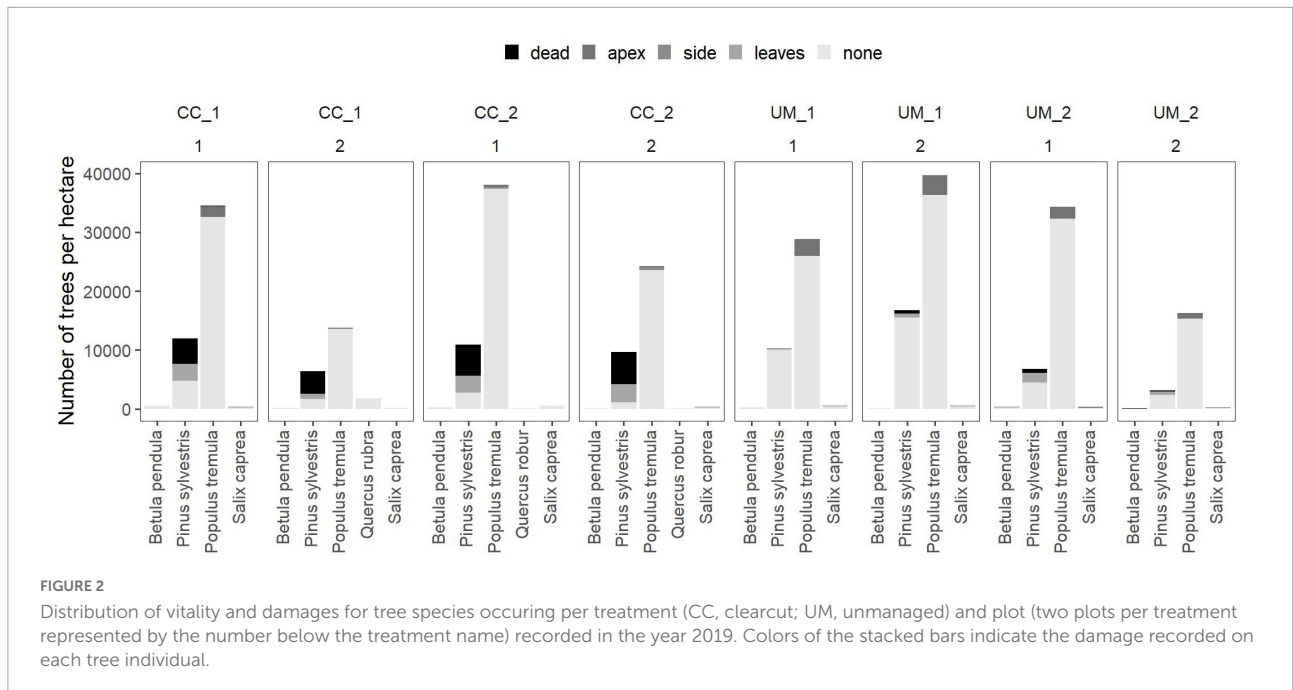 dead apex side leaves none
CC_1 CC_1 CC_2 CC_2 UM_1 UM_1 UM_2 UM_2
1 2 1 2 1 2 1 2
Number of trees per hectare
40000
30000
20000
10000
0
Betula pendula
Pinus sylvestris
Populus tremula
Salix caprea
Betula pendula
Pinus sylvestris
Populus tremula
Quercus rubra
Salix caprea
Betula pendula
Pinus sylvestris
Populus tremula
Quercus robur
Salix caprea
Betula pendula
Pinus sylvestris
Populus tremula
Quercus robur
Salix caprea
Betula pendula
Pinus sylvestris
Populus tremula
Salix caprea
Betula pendula
Pinus sylvestris
Populus tremula
Salix caprea
Betula pendula
Pinus sylvestris
Populus tremula
Salix caprea
Betula pendula
Pinus sylvestris
Populus tremula
Salix caprea
FIGURE 2
Distribution of vitality and damages for tree species occuring per treatment (CC, clearcut; UM, unmanaged) and plot (two plots per treatment
represented by the number below the treatment name) recorded in the year 2019. Colors of the stacked bars indicate the damage recorded on
each tree individual.